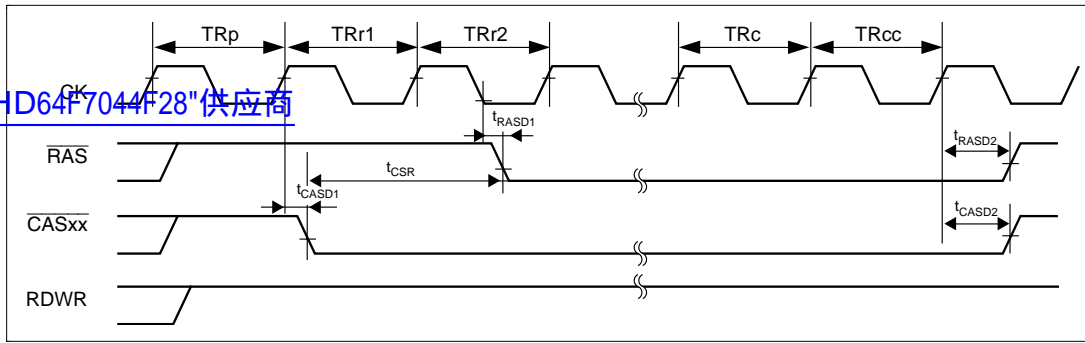 TRp TRr1 TRr2 TRc TRcc
CK
HD64F7044F28"供应商
tRASD1
tRASD2
RAS
tCSR
tCASD1
tCASD2
CASxx
RDWR